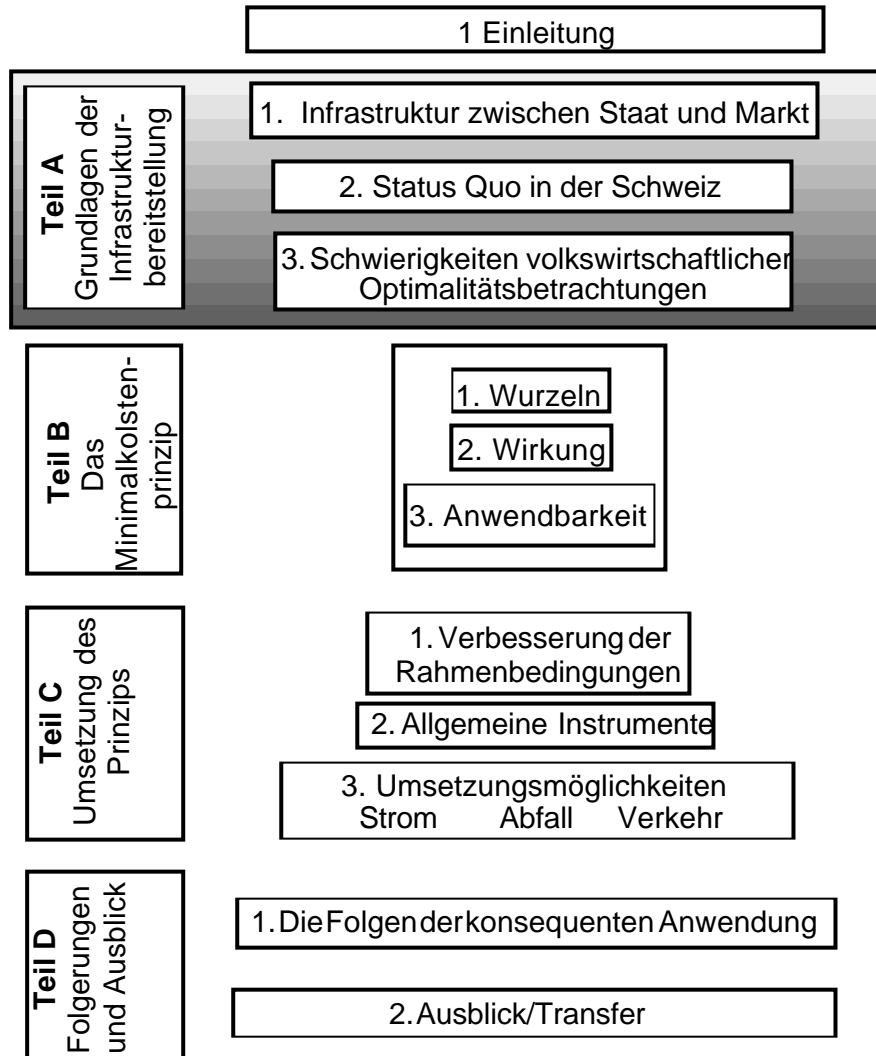 1 Einleitung
Teil A
Grundlagen der
Infrastruktur-
bereitstellung
1. Infrastruktur zwischen Staat und Markt
2. Status Quo in der Schweiz
3. Schwierigkeiten volkswirtschaftlicher
Optimalitätsbetrachtungen
Teil B
Das
Minimalkolsten-
prinzip
1. Wurzeln
2. Wirkung
3. Anwendbarkeit
Teil C
Umsetzung des
Prinzips
1. Verbesserung der
Rahmenbedingungen
2. Allgemeine Instrumente
3. Umsetzungsmöglichkeiten
Strom Abfall Verkehr
Teil D
Folgerungen
und Ausblick
1. Die Folgen der konsequenten Anwendung
2. Ausblick/Transfer